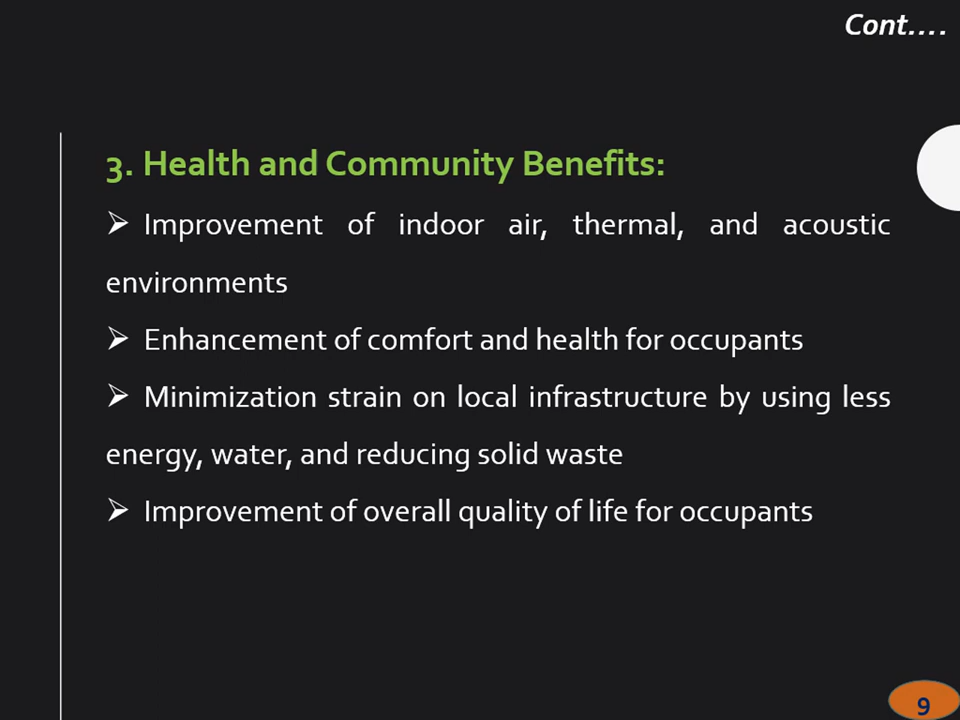 Cont....
3. Health and Community Benefits:
➢ Improvement of indoor air, thermal, and acoustic
environments
➢ Enhancement of comfort and health for occupants
➢ Minimization strain on local infrastructure by using less
energy, water, and reducing solid waste
➢ Improvement of overall quality of life for occupants
9